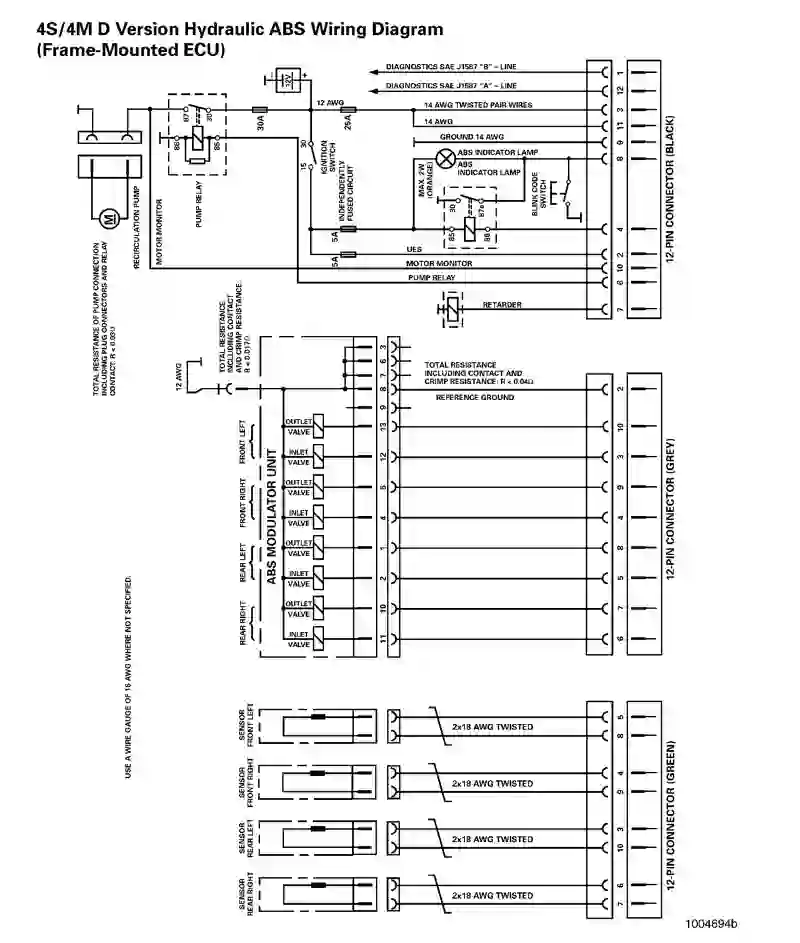 4S/4M D Version Hydraulic ABS Wiring Diagram
(Frame-Mounted ECU)
DIAGNOSTICS SAE J1587 "B" – LINE
DIAGNOSTICS SAE J1587 "A" – LINE
12V
+
12 AWG
30A
25A
14 AWG TWISTED PAIR WIRES
14 AWG
GROUND 14 AWG
ABS INDICATOR LAMP
ABS
INDICATOR LAMP
MAX. 2W
(ORANGE)
BLINK CODE
SWITCH
87
30
86
85
PUMP RELAY
30
15
IGNITION
SWITCH
INDEPENDENTLY
FUSED CIRCUIT
30
87a
85
86
5A
5A
UES
MOTOR MONITOR
PUMP RELAY
RETARDER
M
RECIRCULATION PUMP
MOTOR MONITOR
TOTAL RESISTANCE OF PUMP CONNECTION
INCLUDING PLUG CONNECTORS AND RELAY
CONTACT: R < 0.03Ω
1
12
3
11
9
8
4
2
10
6
7
12-PIN CONNECTOR (BLACK)
12 AWG
TOTAL RESISTANCE
INCLUDING CONTACT
AND CRIMP RESISTANCE:
R < 0.017Ω
TOTAL RESISTANCE
INCLUDING CONTACT AND
CRIMP RESISTANCE: R < 0.04Ω
REFERENCE GROUND
ABS MODULATOR UNIT
FRONT LEFT
OUTLET
VALVE
INLET
VALVE
FRONT RIGHT
OUTLET
VALVE
INLET
VALVE
REAR LEFT
OUTLET
VALVE
INLET
VALVE
REAR RIGHT
OUTLET
VALVE
INLET
VALVE
3
6
7
8
9
13
12
5
4
1
2
10
11
2
10
3
9
4
8
5
7
6
12-PIN CONNECTOR (GREY)
USE A WIRE GAUGE OF 16 AWG WHERE NOT SPECIFIED.
SENSOR
FRONT LEFT
2x18 AWG TWISTED
5
8
SENSOR
FRONT RIGHT
2x18 AWG TWISTED
4
9
SENSOR
REAR LEFT
2x18 AWG TWISTED
3
10
SENSOR
REAR RIGHT
2x18 AWG TWISTED
6
7
12-PIN CONNECTOR (GREEN)
1004694b